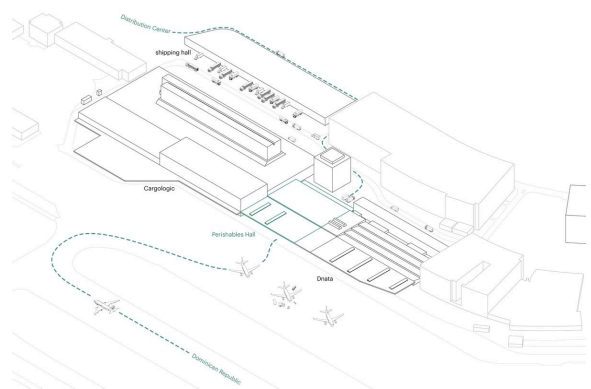 Distribution Center
shipping hall
Cargologic
Perishables Hall
Dnata
Dominican Republic